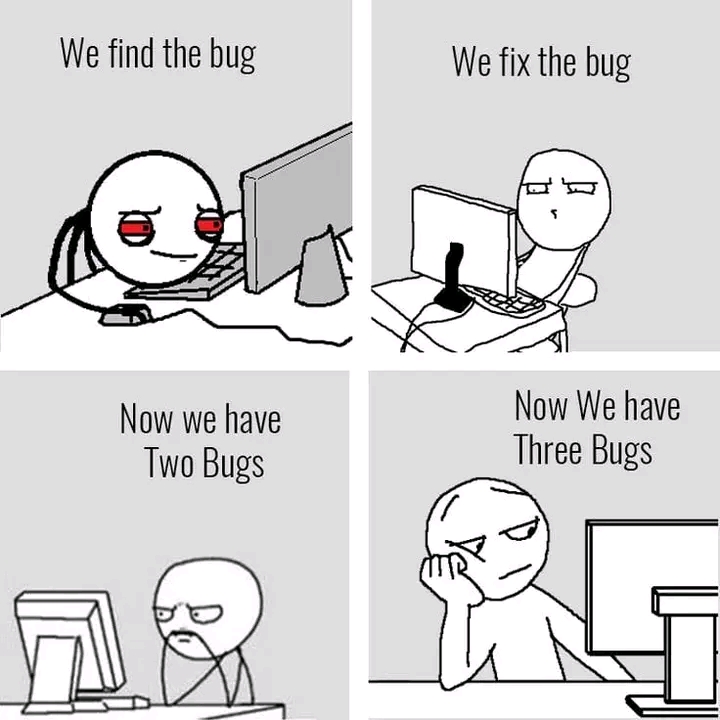 We find the bug
We fix the bug
Now we have
Two Bugs
Now We have
Three Bugs